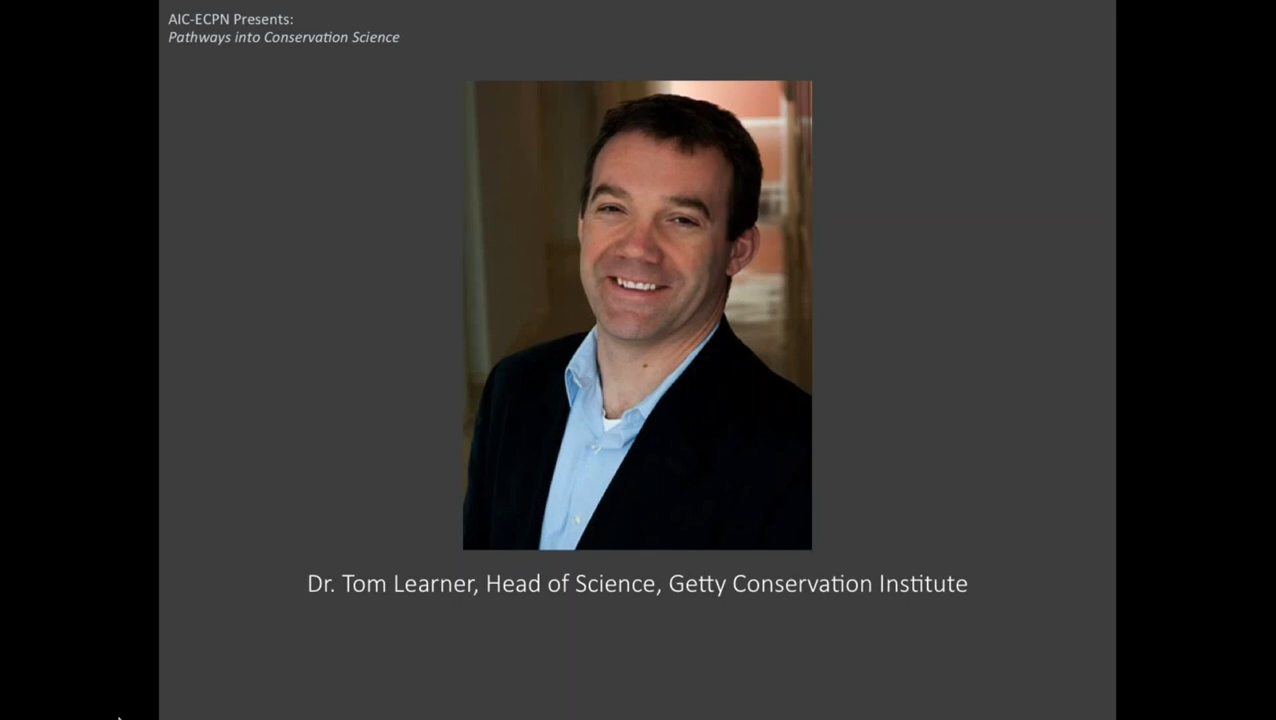 AIC-ECPN Presents:
Pathways into Conservation Science
Dr. Tom Learner, Head of Science, Getty Conservation Institute